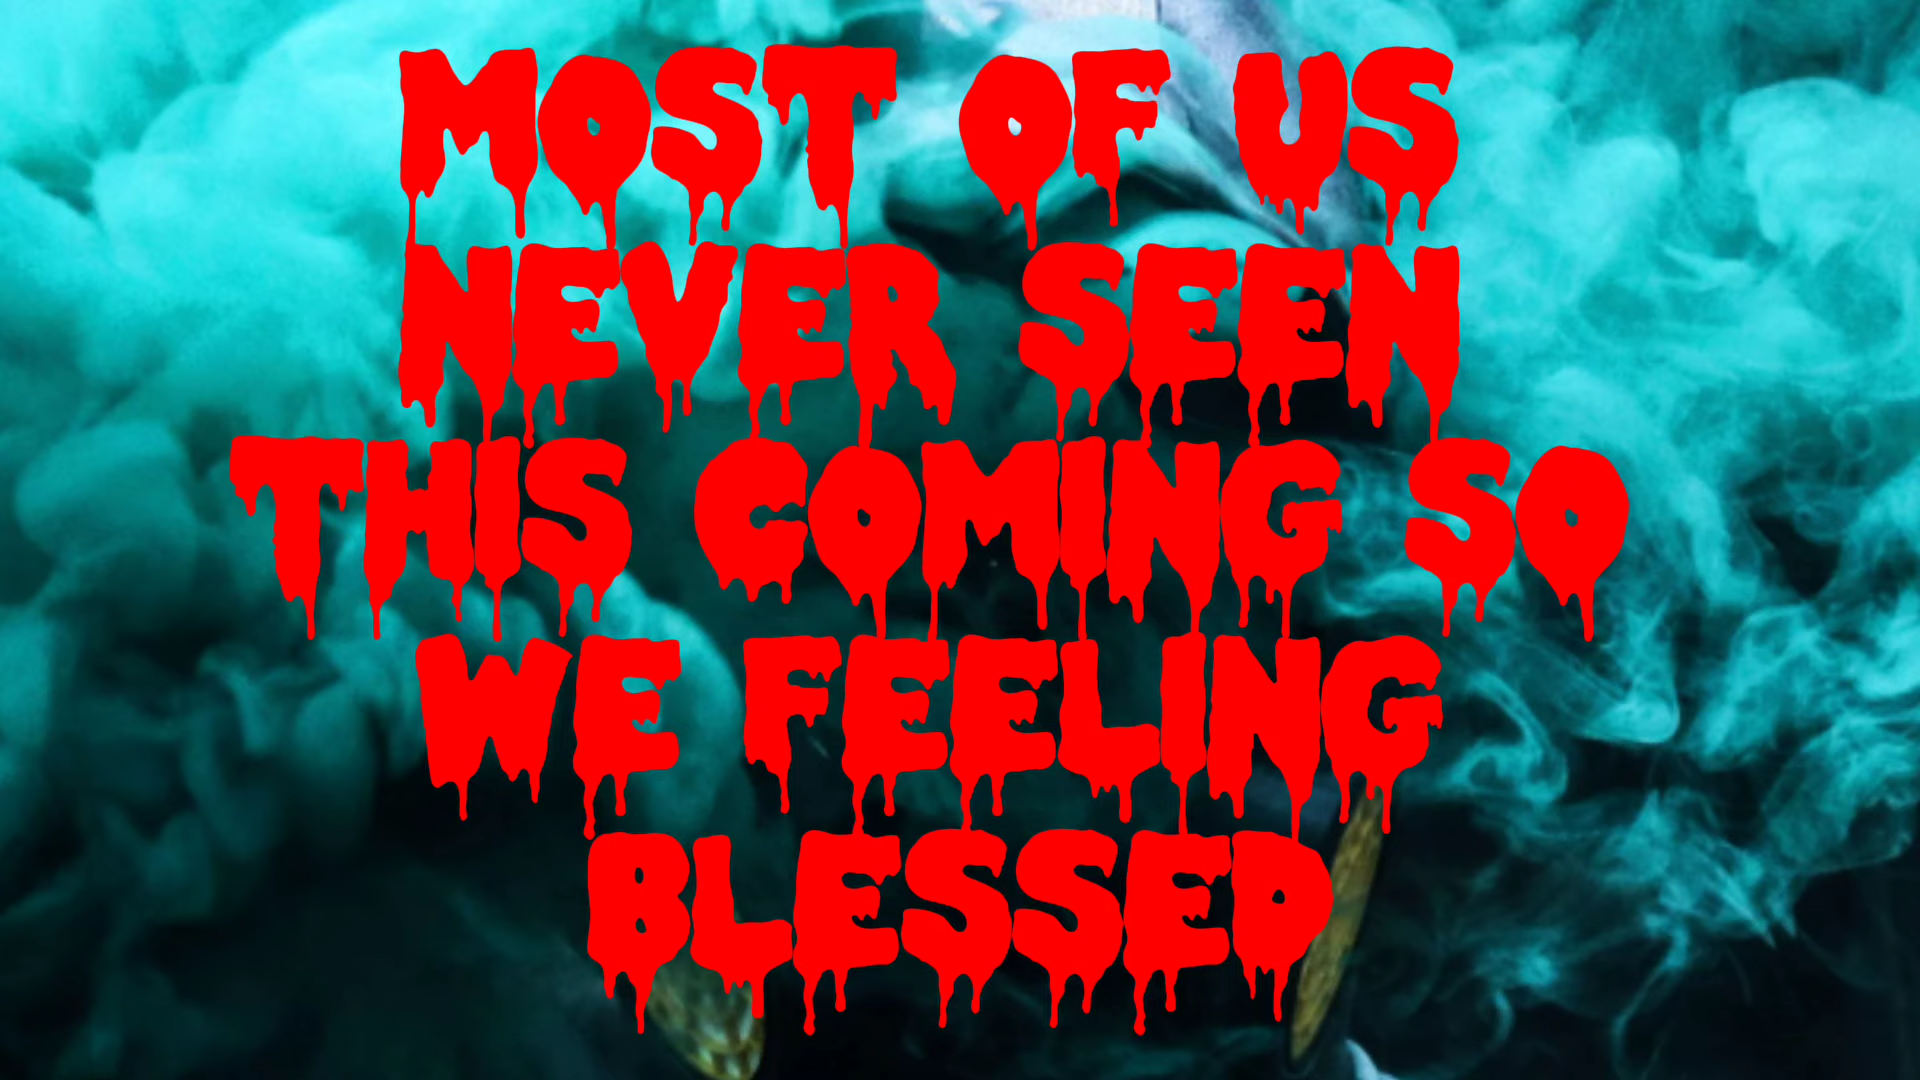 MOST OF US
NEVER SEEN
THIS COMING SO
WE FEELING
BLESSED